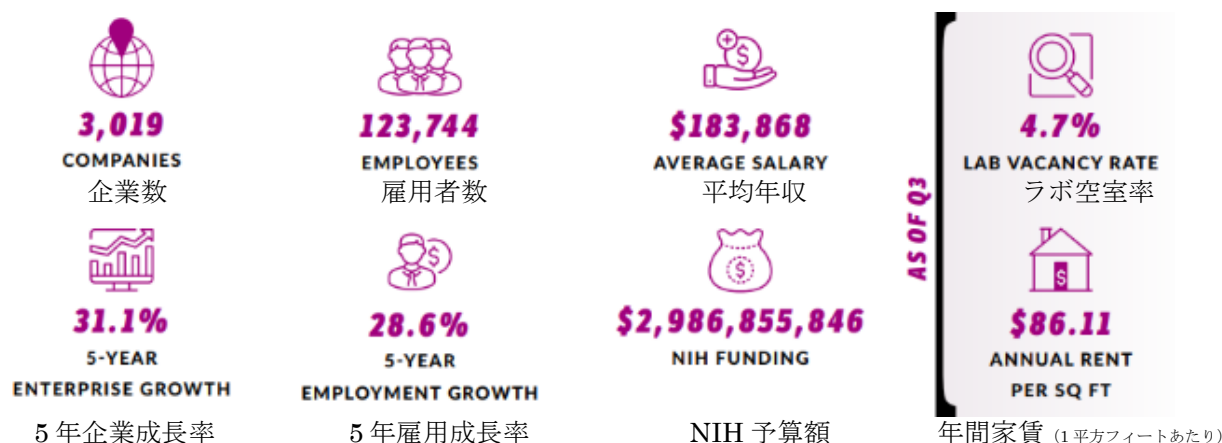 3,019
COMPANIES
企業数
123,744
EMPLOYEES
雇用者数
$183,868
AVERAGE SALARY
平均年収
4.7%
LAB VACANCY RATE
ラボ空室率
31.1%
5-YEAR
ENTERPRISE GROWTH
5年企業成長率
28.6%
5-YEAR
EMPLOYMENT GROWTH
5年雇用成長率
$2,986,855,846
NIH FUNDING
NIH 予算額
AS OF Q3
$86.11
ANNUAL RENT
PER SQ FT
年間家賃 (1平方フィートあたり)